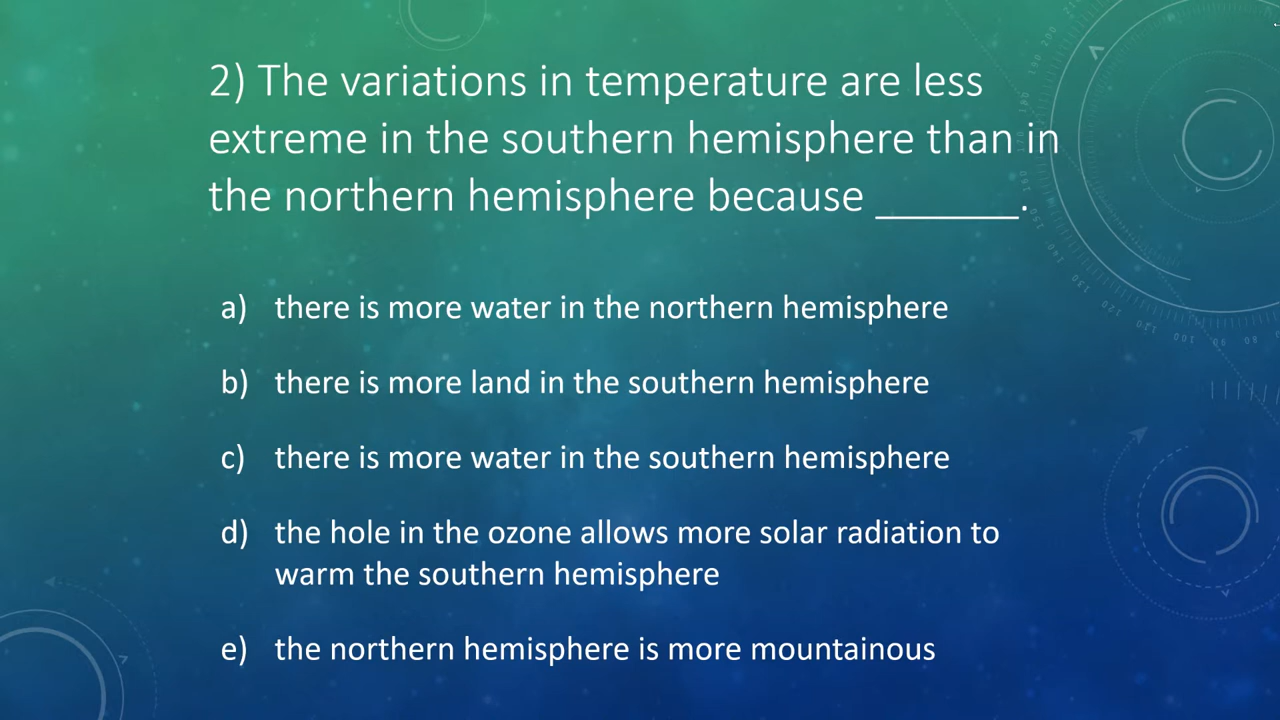 2) The variations in temperature are less
extreme in the southern hemisphere than in
the northern hemisphere because ______.
a) there is more water in the northern hemisphere
b) there is more land in the southern hemisphere
c) there is more water in the southern hemisphere
d) the hole in the ozone allows more solar radiation to
warm the southern hemisphere
e) the northern hemisphere is more mountainous